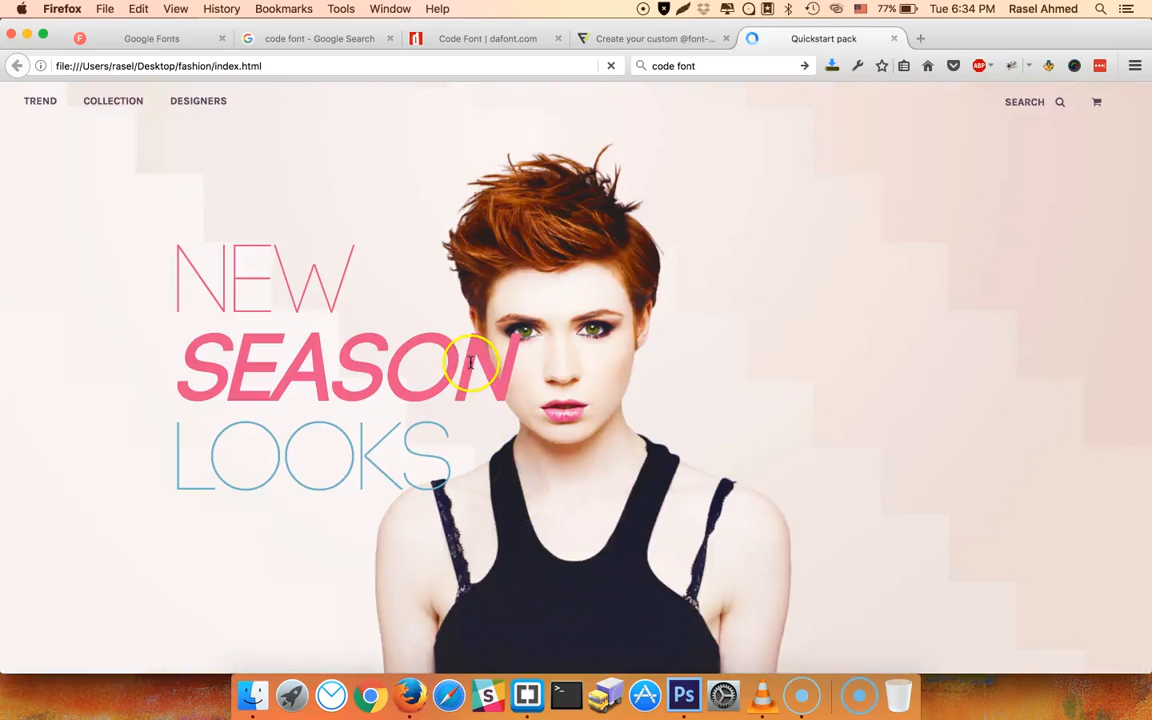 Firefox File Edit View History Bookmarks Tools Window Help 77% Tue 6:34 PM Rasel Ahmed
Google Fonts code font - Google Search Code Font | dafont.com Create your custom @font-... Quickstart pack
file:///Users/rasel/Desktop/fashion/index.html code font
ABP
TREND COLLECTION DESIGNERS SEARCH
NEW
SEASON
LOOKS
Ps